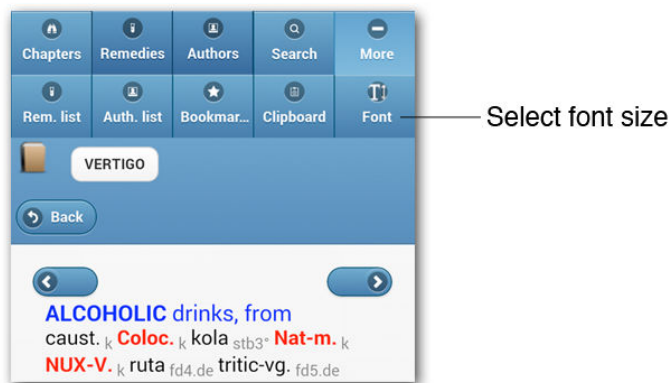 Chapters Remedies Authors Search More
Rem. list Auth. list Bookmar... Clipboard Font
Select font size
VERTIGO
Back
ALCOHOLIC drinks, from
caust. k Coloc. k kola stb3° Nat-m. k
NUX-V. k ruta fd4.de tritic-vg. fd5.de